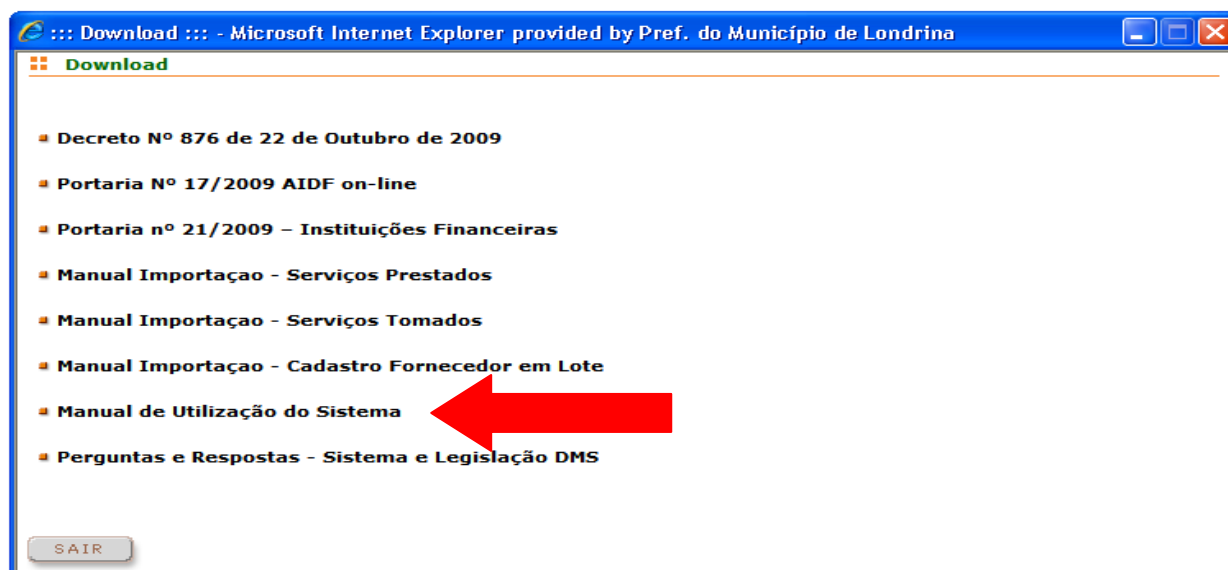 ::: Download ::: - Microsoft Internet Explorer provided by Pref. do Município de Londrina
Download
Decreto Nº 876 de 22 de Outubro de 2009
Portaria Nº 17/2009 AIDF on-line
Portaria nº 21/2009 – Instituições Financeiras
Manual Importaçao - Serviços Prestados
Manual Importaçao - Serviços Tomados
Manual Importaçao - Cadastro Fornecedor em Lote
Manual de Utilização do Sistema
Perguntas e Respostas - Sistema e Legislação DMS
SAIR